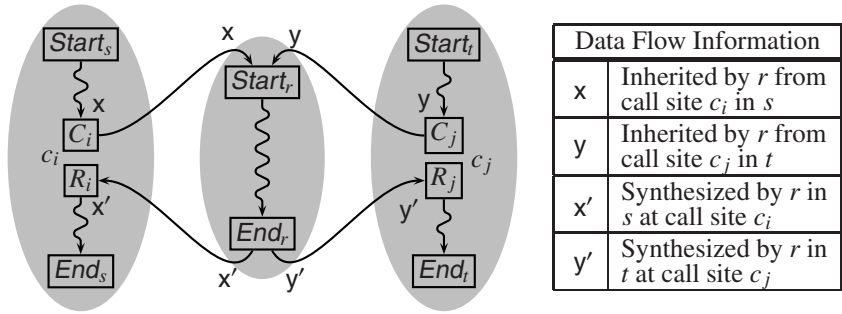 Start_s
x
y
Start_t
Start_r
x
y
C_i
C_j
c_i
c_j
R_i
R_j
x′
y′
End_r
End_s
x′
y′
End_t
Data Flow Information
x
Inherited by r from
call site c_i in s
y
Inherited by r from
call site c_j in t
x′
Synthesized by r in
s at call site c_i
y′
Synthesized by r in
t at call site c_j